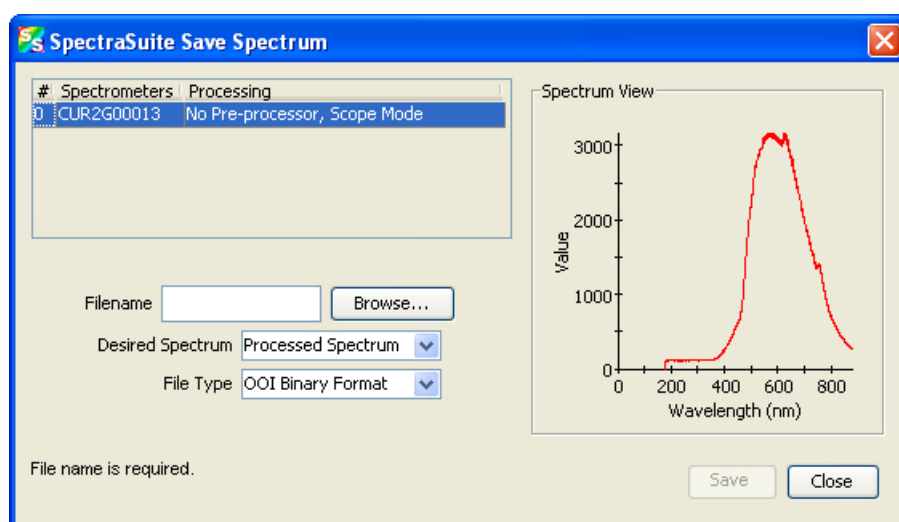 SpectraSuite Save Spectrum
# Spectrometers Processing
0 CUR2G00013 No Pre-processor, Scope Mode
Filename Browse...
Desired Spectrum Processed Spectrum
File Type OOI Binary Format
File name is required.
Spectrum View
3000
2000
1000
0
Value
0 200 400 600 800
Wavelength (nm)
Save Close